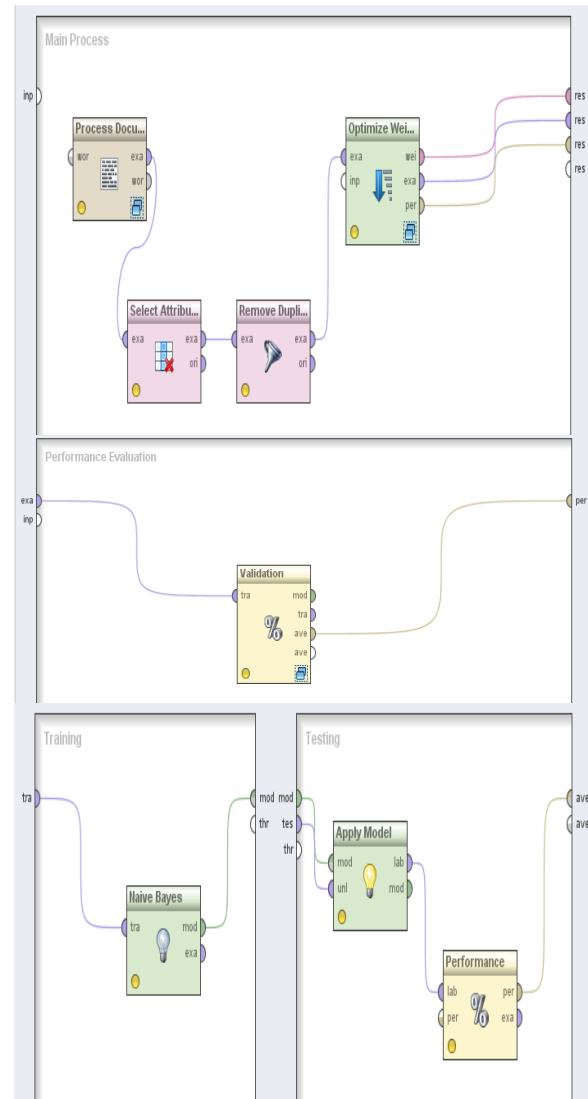 Main Process
inp
res
res
res
res
Process Docu...
wor
exa
wor
Optimize Wei...
exa
inp
wei
exa
per
Select Attribu...
exa
exa
ori
Remove Dupli...
exa
exa
ori
Performance Evaluation
exa
inp
per
Validation
tra
mod
tra
ave
ave
Training
tra
mod
thr
Naive Bayes
tra
mod
exa
Testing
mod
tes
thr
ave
ave
Apply Model
mod
unl
lab
mod
Performance
lab
per
per
exa